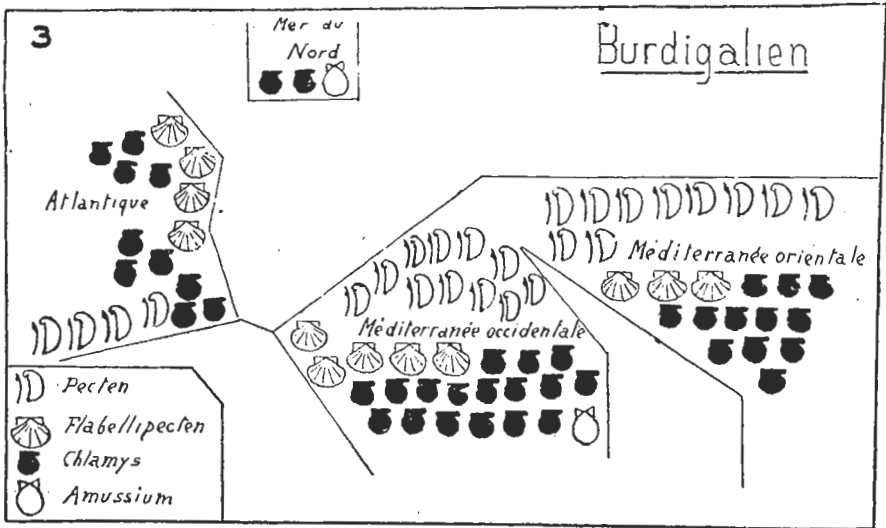 3
Mer du
Nord
Burdigalien
Atlantique
Méditerranée orientale
Méditerranée occidentale
Pecten
Flabellipecten
Chlamys
Amussium